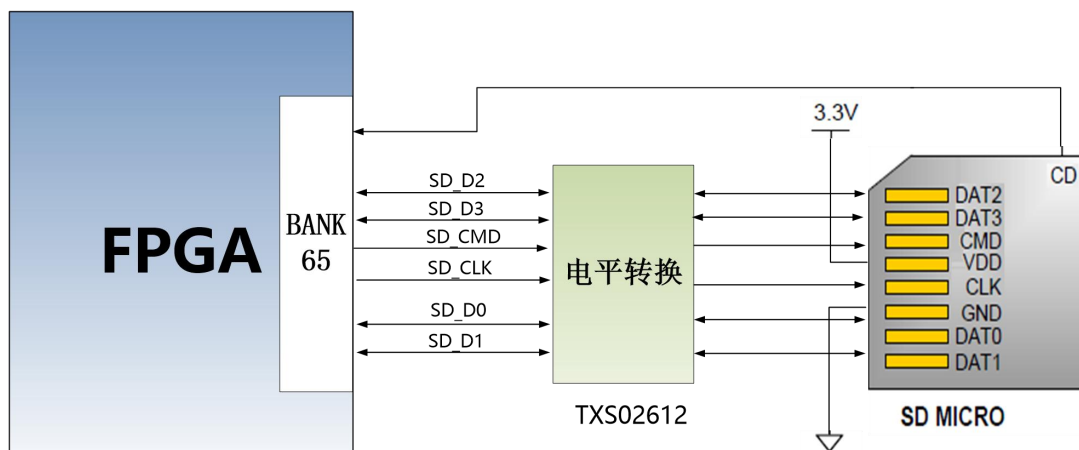 FPGA
BANK
65
SD_D2
SD_D3
SD_CMD
SD_CLK
SD_D0
SD_D1
电平转换
TXS02612
3.3V
CD
DAT2
DAT3
CMD
VDD
CLK
GND
DAT0
DAT1
SD MICRO